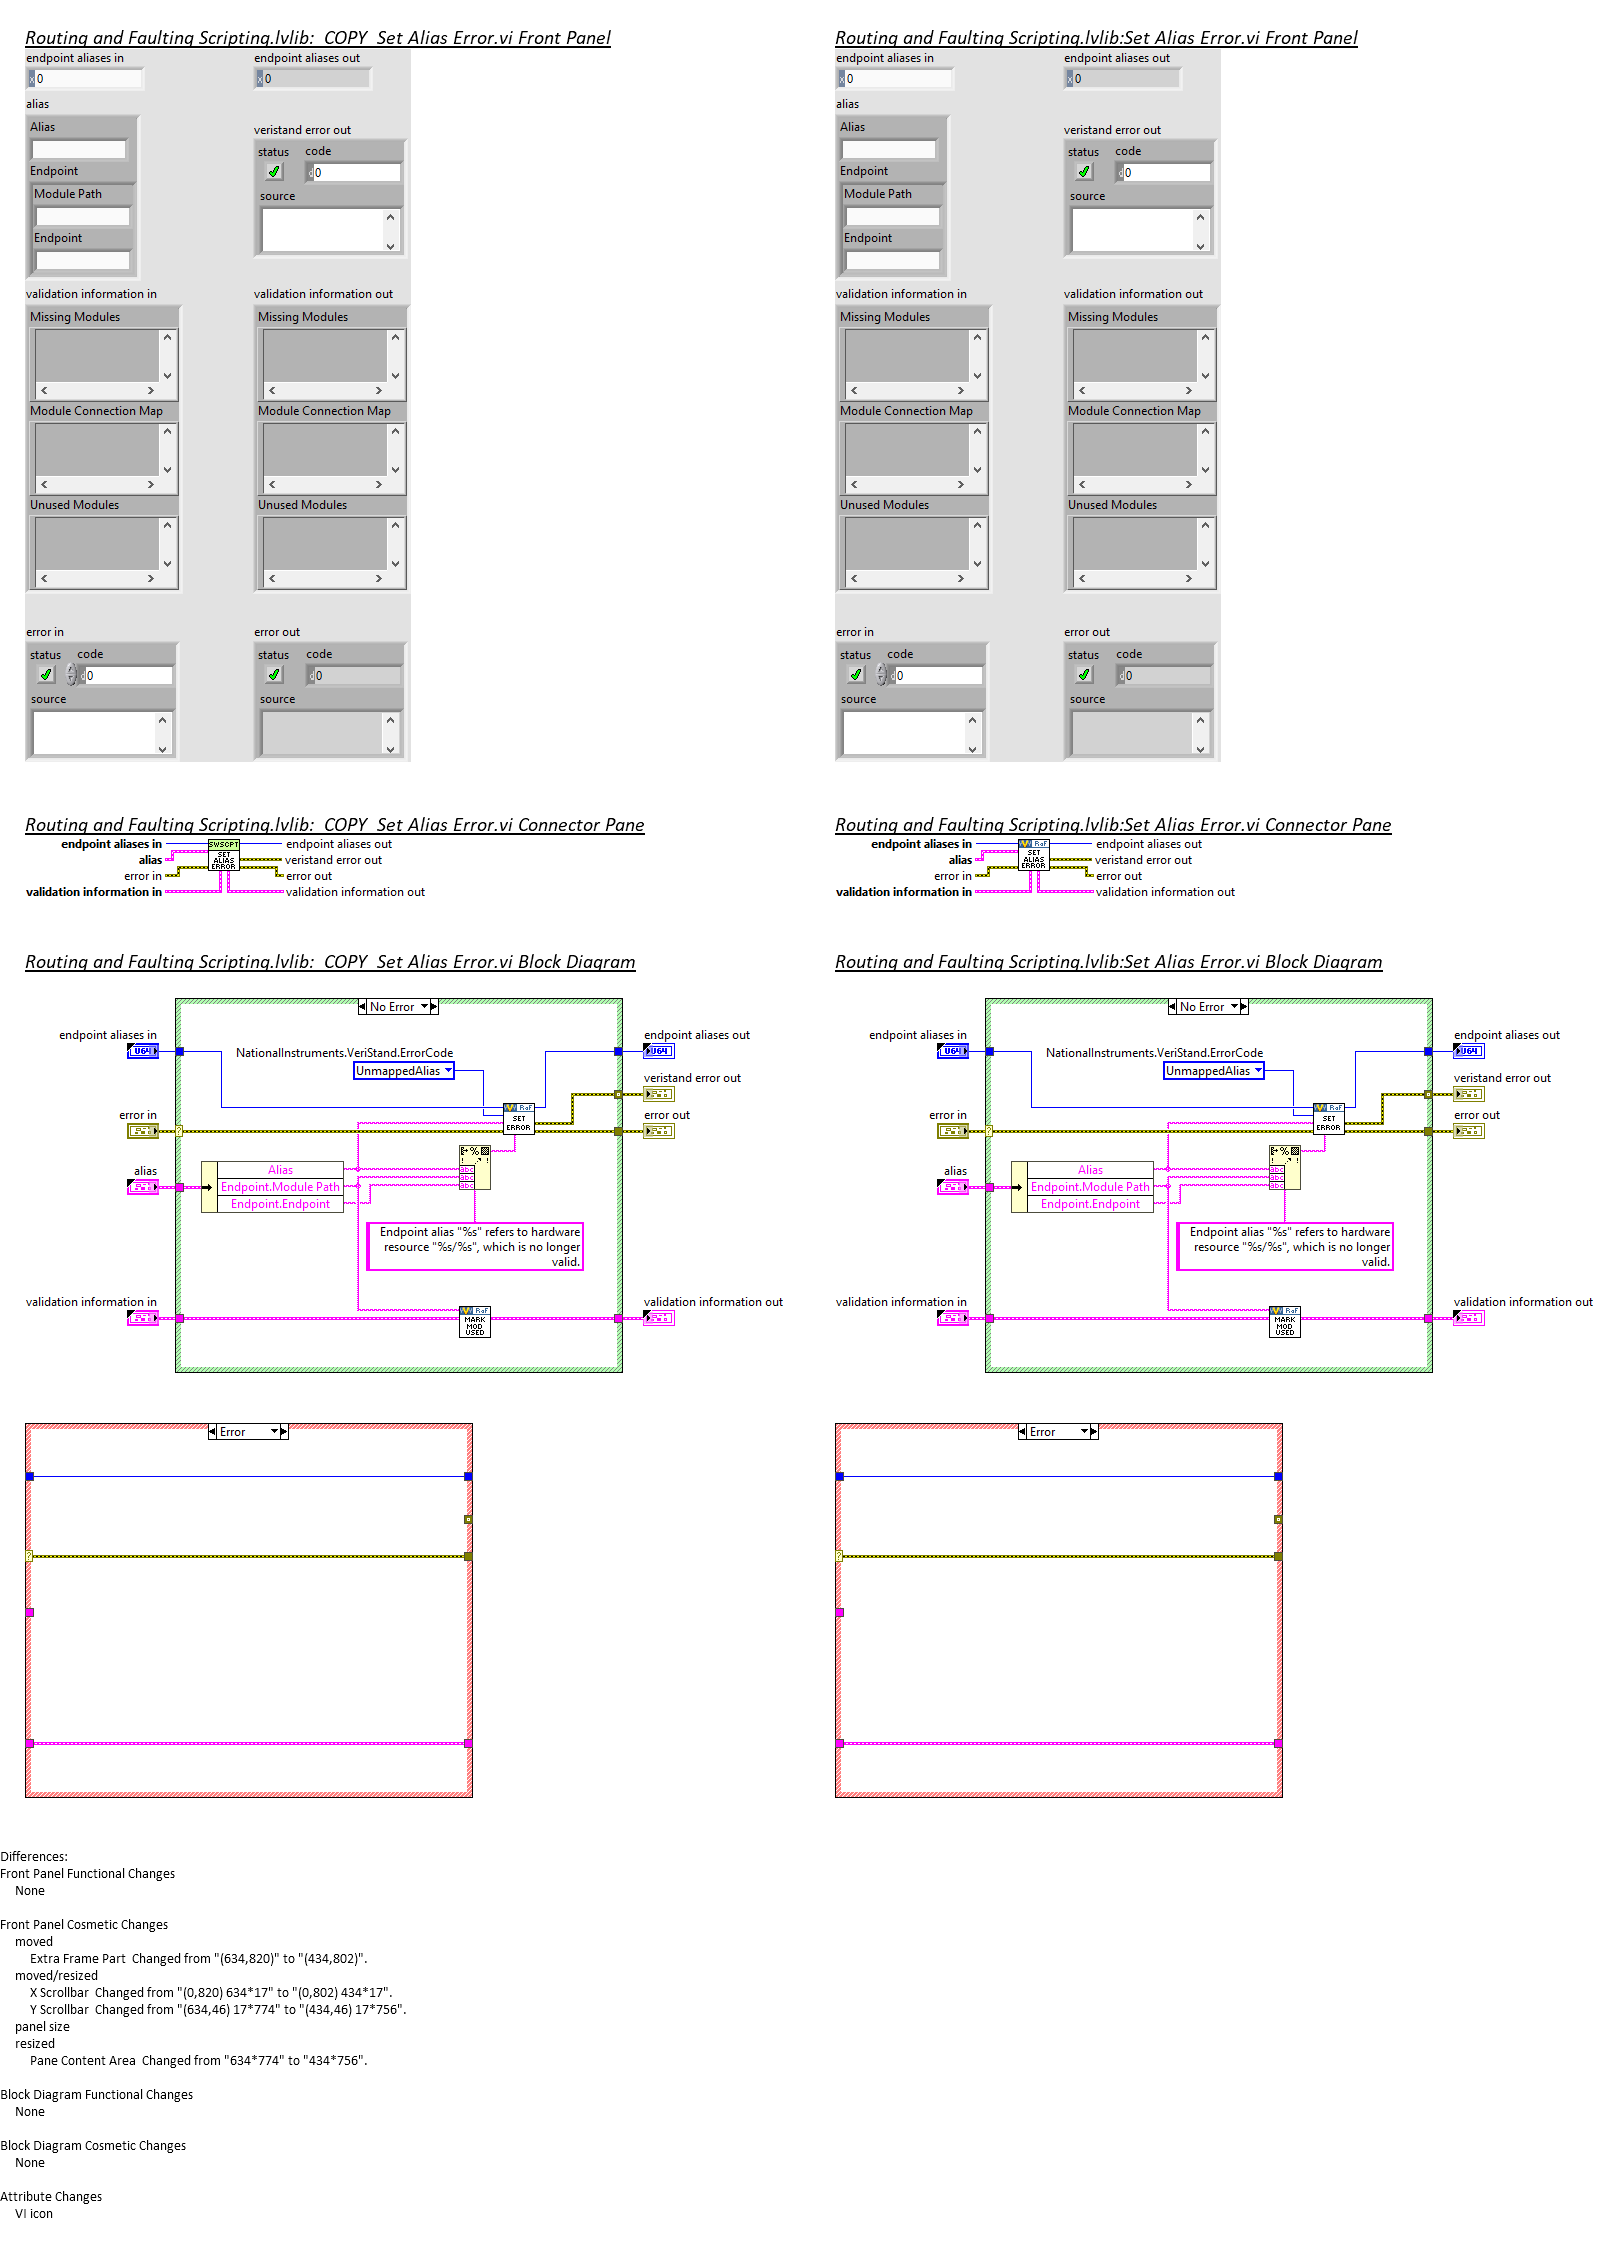 Routing and Faulting Scripting.lvlib:_COPY_Set Alias Error.vi Front Panel
endpoint aliases in
endpoint aliases out
x 0
x 0
alias
Alias
veristand error out
status
code
Endpoint
d 0
Module Path
source
Endpoint
validation information in
validation information out
Missing Modules
Missing Modules
Module Connection Map
Module Connection Map
Unused Modules
Unused Modules
error in
error out
status
code
status
code
d 0
d 0
source
source
Routing and Faulting Scripting.lvlib:Set Alias Error.vi Front Panel
endpoint aliases in
endpoint aliases out
x 0
x 0
alias
Alias
veristand error out
status
code
Endpoint
d 0
Module Path
source
Endpoint
validation information in
validation information out
Missing Modules
Missing Modules
Module Connection Map
Module Connection Map
Unused Modules
Unused Modules
error in
error out
status
code
status
code
d 0
d 0
source
source
Routing and Faulting Scripting.lvlib:_COPY_Set Alias Error.vi Connector Pane
endpoint aliases in
SWSCPT
SET
ALIAS
ERROR
endpoint aliases out
alias
veristand error out
error in
error out
validation information in
validation information out
Routing and Faulting Scripting.lvlib:Set Alias Error.vi Connector Pane
endpoint aliases in
RaF
SET
ALIAS
ERROR
endpoint aliases out
alias
veristand error out
error in
error out
validation information in
validation information out
Routing and Faulting Scripting.lvlib:_COPY_Set Alias Error.vi Block Diagram
No Error
endpoint aliases in
U64
NationalInstruments.VeriStand.ErrorCode
UnmappedAlias
endpoint aliases out
U64
veristand error out
error in
?
RaF
SET
ERROR
error out
alias
Alias
Endpoint.Module Path
Endpoint.Endpoint
%
abc
abc
abc
Endpoint alias "%s" refers to hardware
resource "%s/%s", which is no longer
valid.
validation information in
RaF
MARK
MOD
USED
validation information out
Error
?
Routing and Faulting Scripting.lvlib:Set Alias Error.vi Block Diagram
No Error
endpoint aliases in
U64
NationalInstruments.VeriStand.ErrorCode
UnmappedAlias
endpoint aliases out
U64
veristand error out
error in
?
RaF
SET
ERROR
error out
alias
Alias
Endpoint.Module Path
Endpoint.Endpoint
%
abc
abc
abc
Endpoint alias "%s" refers to hardware
resource "%s/%s", which is no longer
valid.
validation information in
RaF
MARK
MOD
USED
validation information out
Error
?
Differences:
Front Panel Functional Changes
None
Front Panel Cosmetic Changes
moved
Extra Frame Part  Changed from "(634,820)" to "(434,802)".
moved/resized
X Scrollbar  Changed from "(0,820) 634*17" to "(0,802) 434*17".
Y Scrollbar  Changed from "(634,46) 17*774" to "(434,46) 17*756".
panel size
resized
Pane Content Area  Changed from "634*774" to "434*756".
Block Diagram Functional Changes
None
Block Diagram Cosmetic Changes
None
Attribute Changes
VI icon